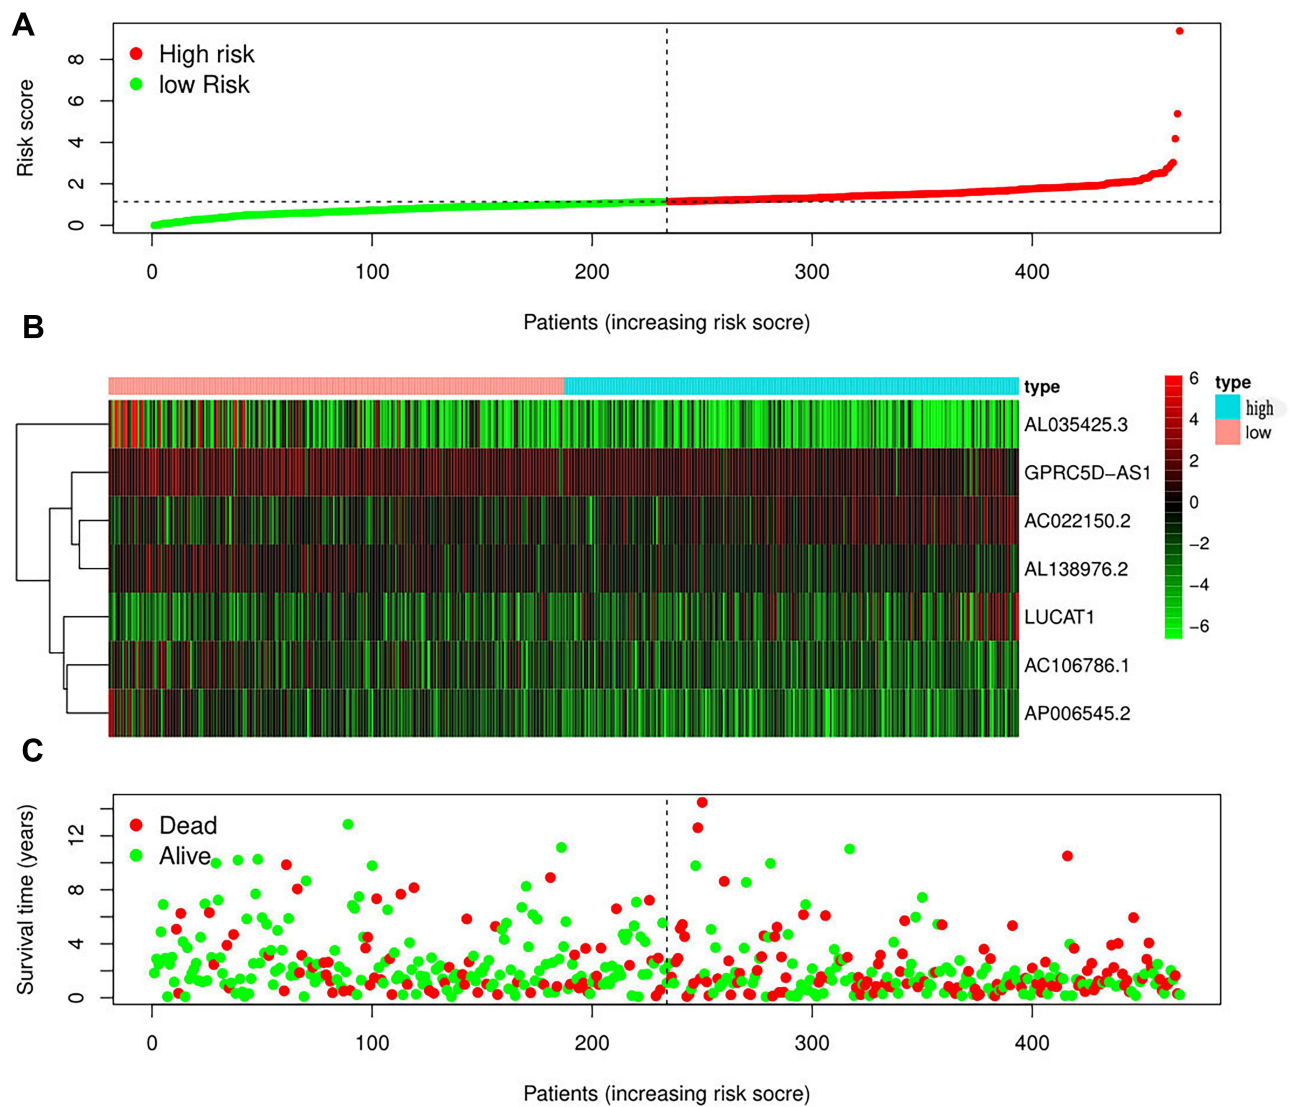 A
High risk
low Risk
Risk score
8
6
4
2
0
0 100 200 300 400
Patients (increasing risk socre)
B
type
AL035425.3
GPRC5D-AS1
AC022150.2
AL138976.2
LUCAT1
AC106786.1
AP006545.2
6
4
2
0
-2
-4
-6
type
high
low
C
Dead
Alive
Survival time (years)
12
8
4
0
0 100 200 300 400
Patients (increasing risk socre)